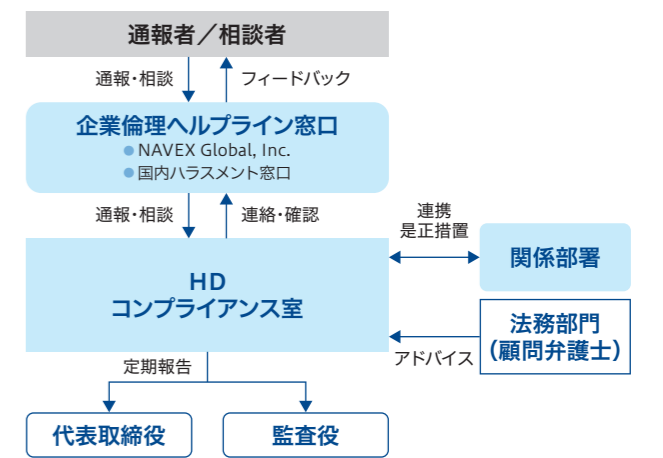 通報者／相談者
通報・相談
フィードバック
企業倫理ヘルプライン窓口
● NAVEX Global, Inc.
● 国内ハラスメント窓口
通報・相談
連絡・確認
連携
是正措置
HD
コンプライアンス室
関係部署
法務部門
（顧問弁護士）
アドバイス
定期報告
代表取締役
監査役